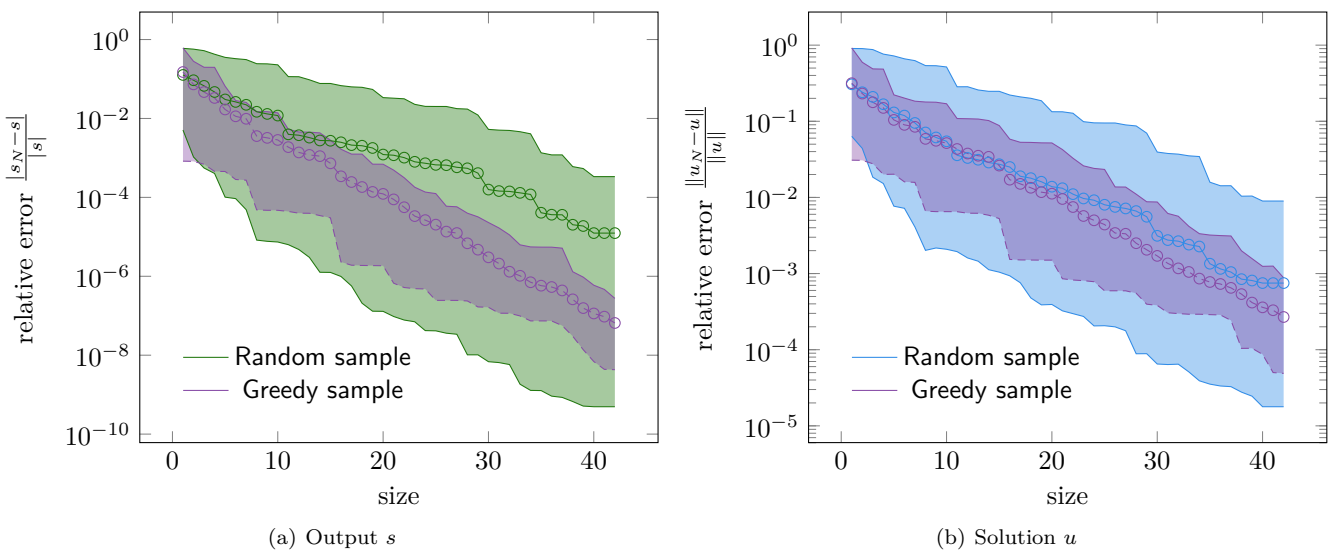 10^0
10^-2
10^-4
10^-6
10^-8
10^-10
relative error |s_N−s| / |s|
Random sample
Greedy sample
0 10 20 30 40
size
(a) Output s
10^0
10^-1
10^-2
10^-3
10^-4
10^-5
relative error ‖u_N−u‖ / ‖u‖
Random sample
Greedy sample
0 10 20 30 40
size
(b) Solution u